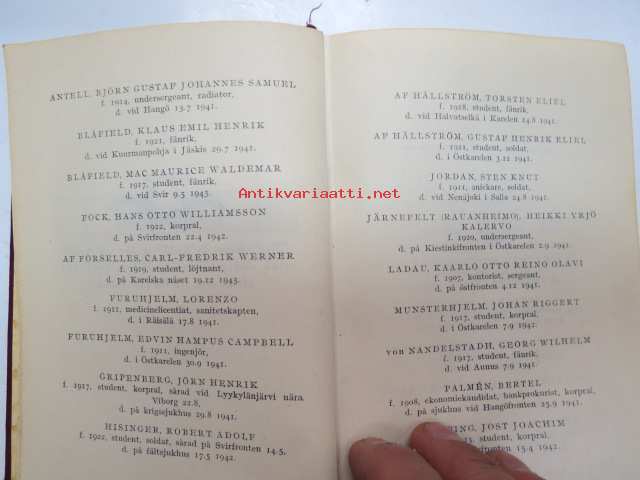 ANTELL, BJÖRN GUSTAF JOHANNES SAMUEL
f. 1914, undersergeant, radiator,
d. vid Hangö 13.7 1941.
BLÅFIELD, KLAUS EMIL HENRIK
f. 1921, fänrik,
d. vid Kuurmanpohja i Jäskis 29.7 1941.
BLÅFIELD, MAC MAURICE WALDEMAR
f. 1917, student, fänrik,
d. vid Svir 9.5 1943.
FOCK, HANS OTTO WILLIAMSSON
f. 1922, korpral,
d. på Svirfronten 22.4 1942.
AF FORSELLES, CARL-FREDRIK WERNER
f. 1919, student, löjtnant,
d. på Karelska näset 19.12 1943.
FURUHJELM, LORENZO
f. 1911, medicinelicentiat, sanitetskapten,
d. i Räisälä 17.8 1941.
FURUHJELM, EDVIN HAMPUS CAMPBELL
f. 1911, ingenjör,
d. i Östkarelen 30.9 1941.
GRIPENBERG, JÖRN HENRIK
f. 1917, student, korpral, sårad vid Lyykylänjärvi nära
Viborg 22.8,
d. på krigssjukhus 29.8 1941.
HISINGER, ROBERT ADOLF
f. 1922, student, soldat, sårad på Svirfronten 14.5,
d. på fältsjukhus 17.5 1942.
AF HÄLLSTRÖM, TORSTEN ELIEL
f. 1918, student, fänrik,
d. vid Halvatselkä i Karelen 24.8 1941.
AF HÄLLSTRÖM, GUSTAF HENRIK ELIEL
f. 1921, student, soldat,
d. i Östkarelen 3.12 1941.
JORDAN, STEN KNUT
f. 1911, snickare, soldat,
d. vid Nenäjoki i Salla 24.8 1941.
JÄRNEFELT (RAUANHEIMO), HEIKKI YRJÖ
KALERVO
f. 1920, undersergeant,
d. på Kiestinkifronten i Östkarelen 2.9 1941.
LADAU, KAARLO OTTO REINO OLAVI
f. 1907, kontorist, sergeant,
d. på östfronten 4.12 1941.
MUNSTERHJELM, JOHAN RIGGERT
f. 1917, student, korpral,
d. i Östkarelen 7.9 1941.
von NANDELSTADH, GEORG WILHELM
f. 1917, student, fänrik,
d. vid Aunus 7.9 1941.
PALMÉN, BERTEL
f. 1908, ekonomiekandidat, bankprokurist, korpral,
d. på sjukhus vid Hangöfronten 23.9 1941.
JOST JOACHIM
student, korpral,
fronten 13.4 1942.
Antikvariaatti.net